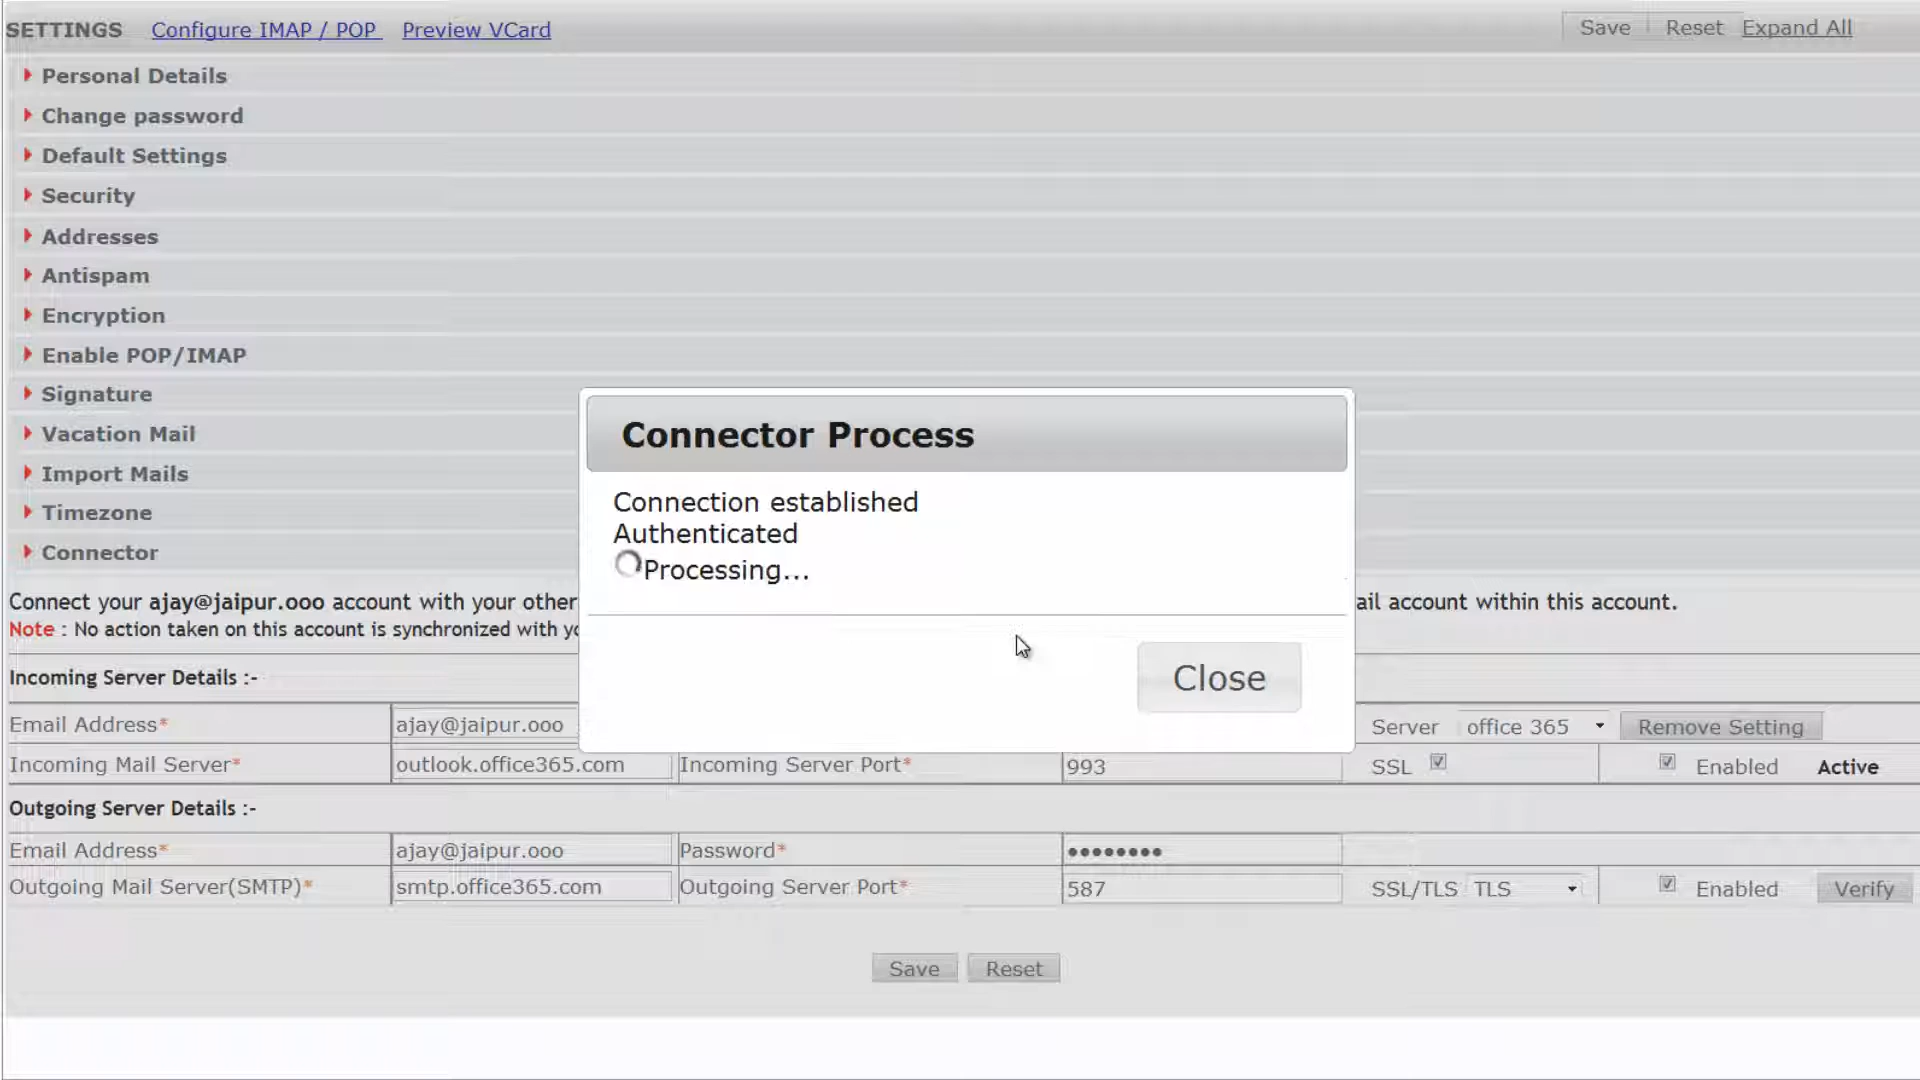 SETTINGS Configure IMAP / POP Preview VCard Save Reset Expand All
Personal Details
Change password
Default Settings
Security
Addresses
Antispam
Encryption
Enable POP/IMAP
Signature
Vacation Mail
Import Mails
Timezone
Connector
Connector Process
Connection established
Authenticated
Processing...
Close
Connect your ajay@jaipur.ooo account with your other ail account within this account.
Note : No action taken on this account is synchronized with yo
Incoming Server Details :-
Email Address* ajay@jaipur.ooo Server office 365 Remove Setting
Incoming Mail Server* outlook.office365.com Incoming Server Port* 993 SSL Enabled Active
Outgoing Server Details :-
Email Address* ajay@jaipur.ooo Password* ••••••••
Outgoing Mail Server(SMTP)* smtp.office365.com Outgoing Server Port* 587 SSL/TLS TLS Enabled Verify
Save Reset